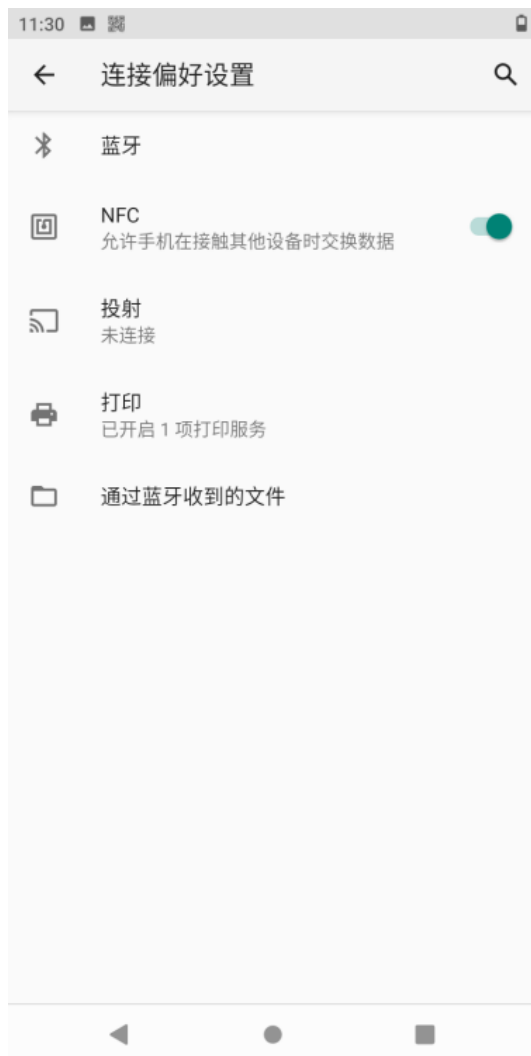 11:30
连接偏好设置
蓝牙
NFC
允许手机在接触其他设备时交换数据
投射
未连接
打印
已开启 1 项打印服务
通过蓝牙收到的文件